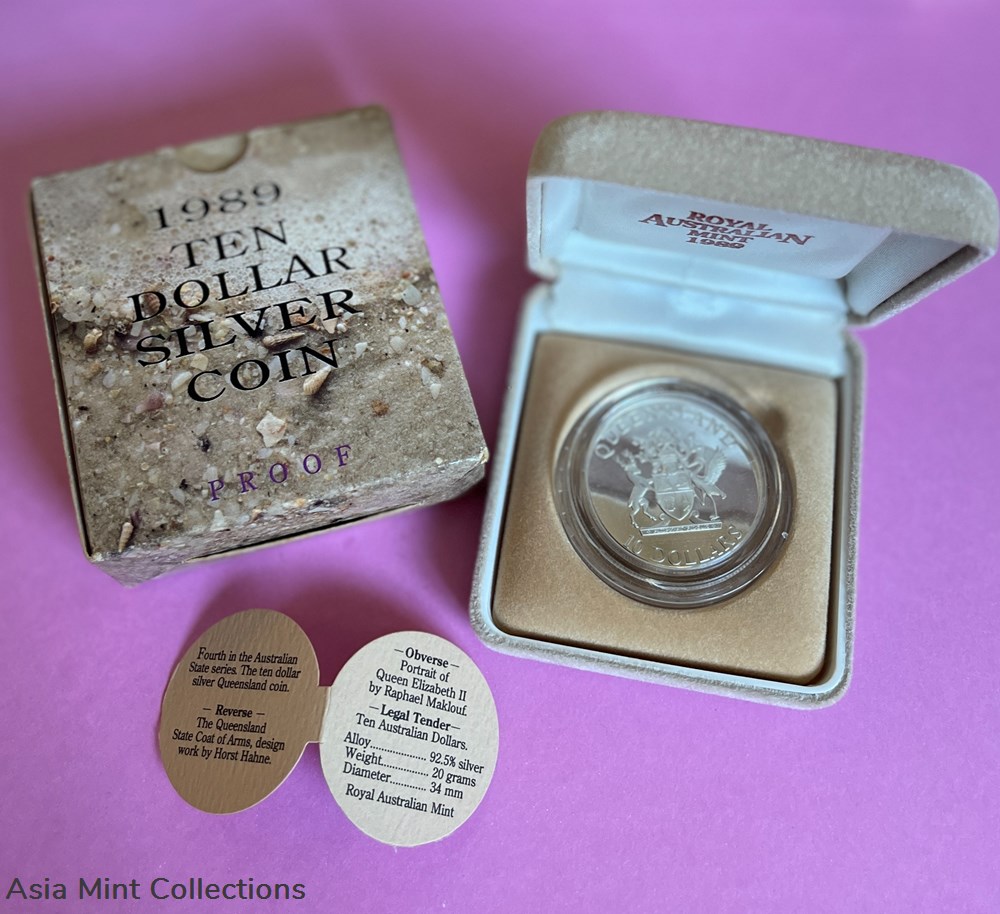 1989
TEN
DOLLAR
SILVER
COIN
PROOF
ROYAL
AUSTRALIAN
MINT
1989
QUEENSLAND
10 DOLLARS
Fourth in the Australian
State series. The ten dollar
silver Queensland coin.
— Reverse —
The Queensland
State Coat of Arms, design
work by Horst Hahne.
— Obverse —
Portrait of
Queen Elizabeth II
by Raphael Maklouf.
— Legal Tender—
Ten Australian Dollars.
Alloy................... 92.5% silver
Weight................ 20 grams
Diameter............ 34 mm
Royal Australian Mint
Asia Mint Collections